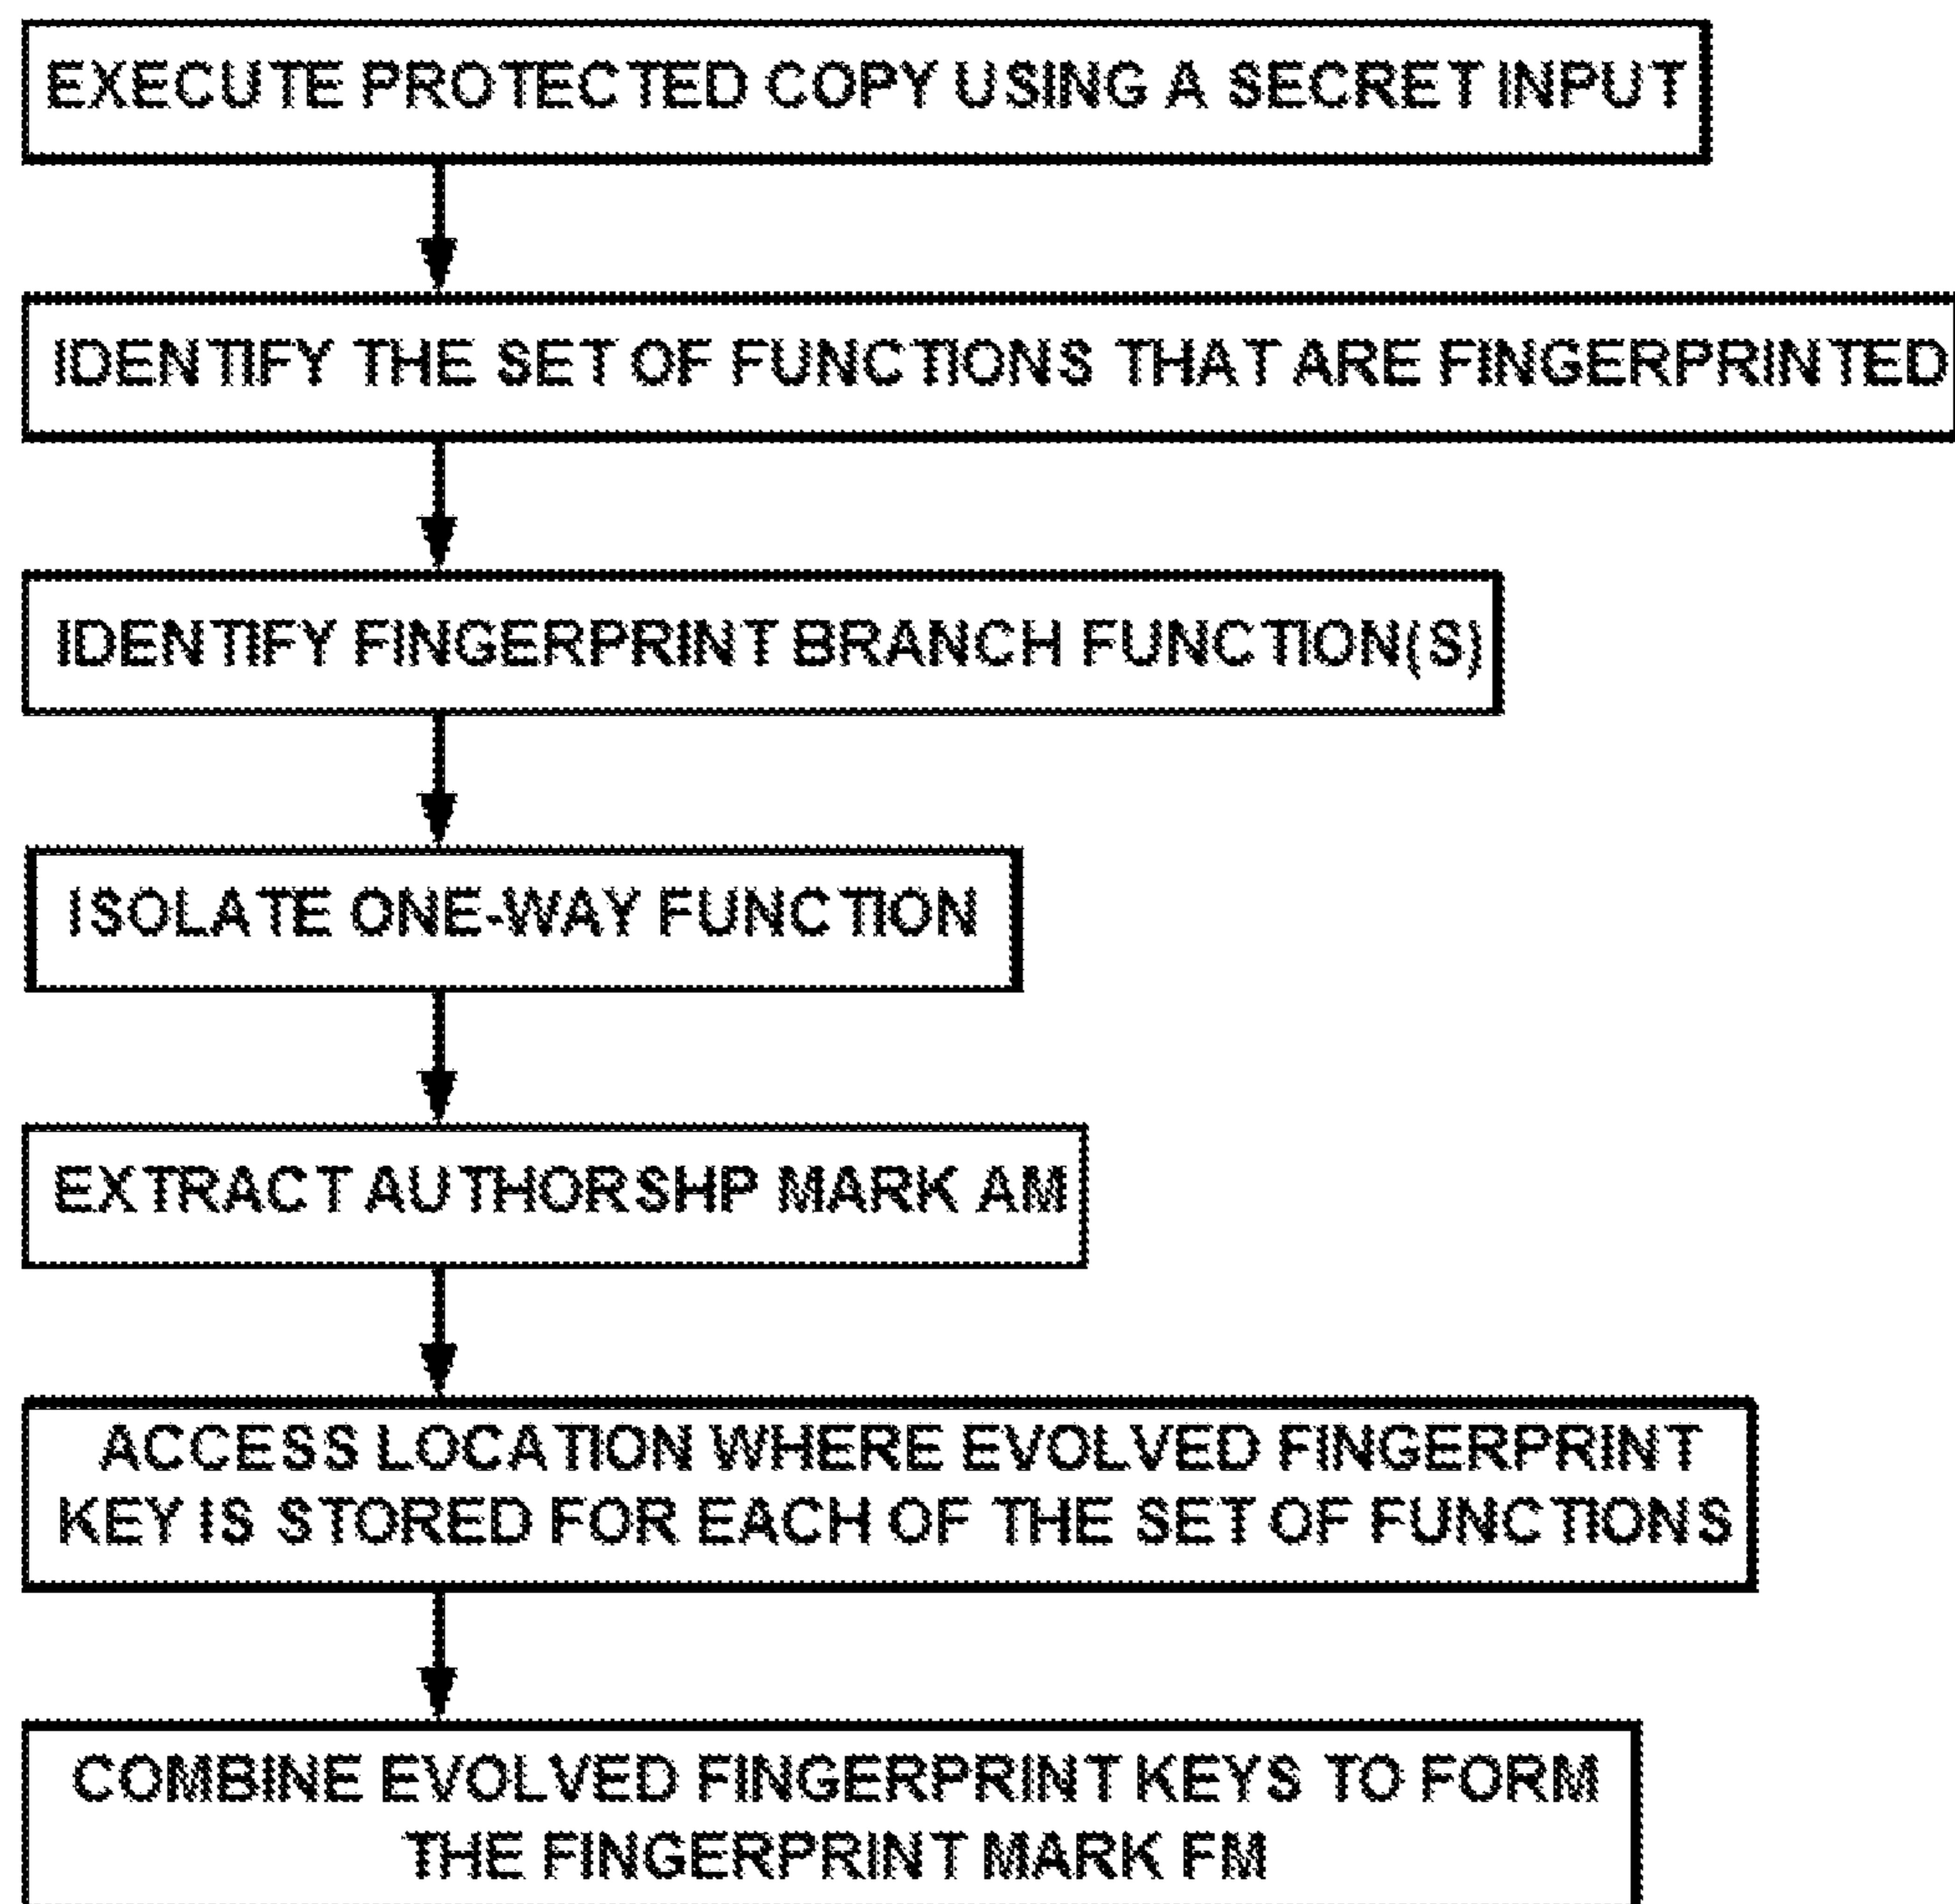 EXECUTE PROTECTED COPY USING A SECRET INPUT
IDENTIFY THE SET OF FUNCTIONS THAT ARE FINGERPRINTED
IDENTIFY FINGERPRINT BRANCH FUNCTION(S)
ISOLATE ONE-WAY FUNCTION
EXTRACT AUTHORSHP MARK AM
ACCESS LOCATION WHERE EVOLVED FINGERPRINT
KEY IS STORED FOR EACH OF THE SET OF FUNCTIONS
COMBINE EVOLVED FINGERPRINT KEYS TO FORM
THE FINGERPRINT MARK FM